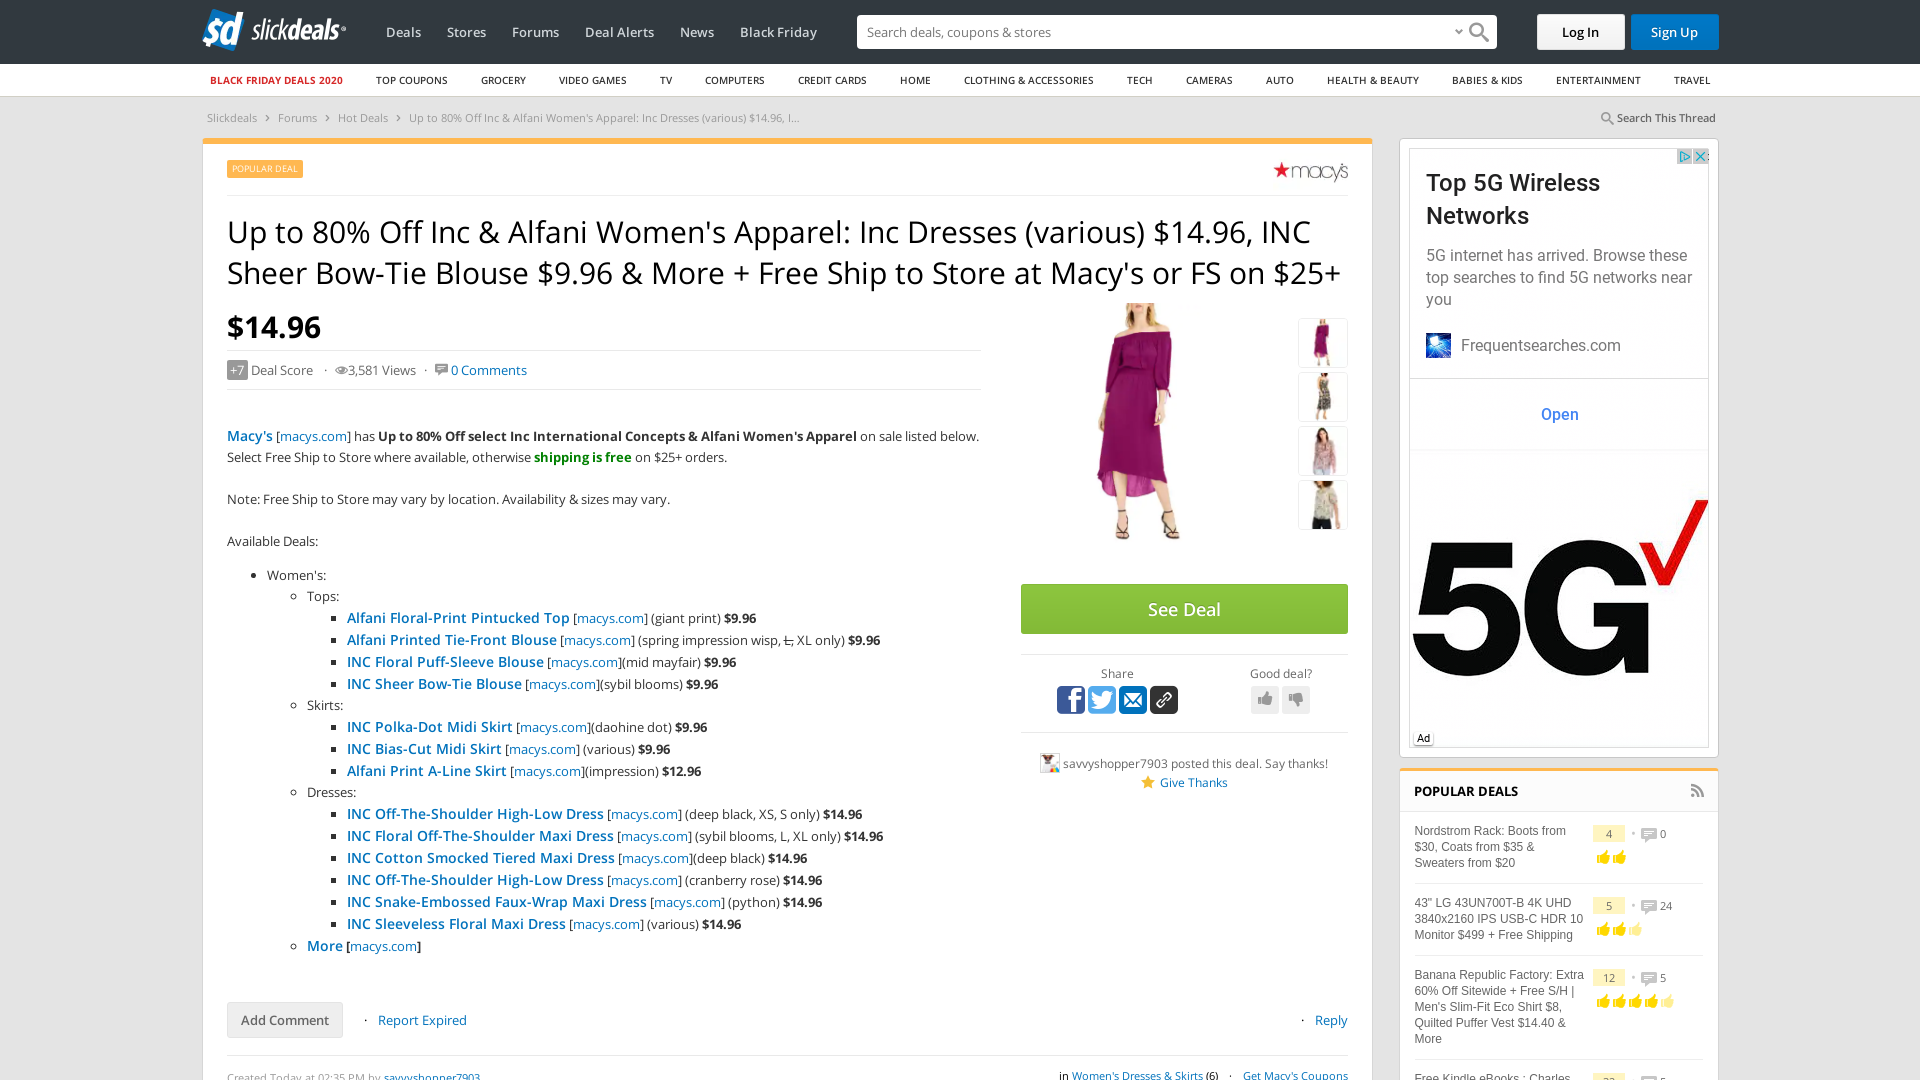 sd slickdeals
Deals Stores Forums Deal Alerts News Black Friday
Search deals, coupons & stores
Log In
Sign Up
BLACK FRIDAY DEALS 2020 TOP COUPONS GROCERY VIDEO GAMES TV COMPUTERS CREDIT CARDS HOME CLOTHING & ACCESSORIES TECH CAMERAS AUTO HEALTH & BEAUTY BABIES & KIDS ENTERTAINMENT TRAVEL
Slickdeals › Forums › Hot Deals › Up to 80% Off Inc & Alfani Women's Apparel: Inc Dresses (various) $14.96, I...
Search This Thread
POPULAR DEAL
macy's
Up to 80% Off Inc & Alfani Women's Apparel: Inc Dresses (various) $14.96, INC
Sheer Bow-Tie Blouse $9.96 & More + Free Ship to Store at Macy's or FS on $25+
$14.96
+7 Deal Score · 3,581 Views · 0 Comments
Macy's [macys.com] has Up to 80% Off select Inc International Concepts & Alfani Women's Apparel on sale listed below.
Select Free Ship to Store where available, otherwise shipping is free on $25+ orders.
Note: Free Ship to Store may vary by location. Availability & sizes may vary.
Available Deals:
Women's:
Tops:
Alfani Floral-Print Pintucked Top [macys.com] (giant print) $9.96
Alfani Printed Tie-Front Blouse [macys.com] (spring impression wisp, L, XL only) $9.96
INC Floral Puff-Sleeve Blouse [macys.com](mid mayfair) $9.96
INC Sheer Bow-Tie Blouse [macys.com](sybil blooms) $9.96
Skirts:
INC Polka-Dot Midi Skirt [macys.com](daohine dot) $9.96
INC Bias-Cut Midi Skirt [macys.com] (various) $9.96
Alfani Print A-Line Skirt [macys.com](impression) $12.96
Dresses:
INC Off-The-Shoulder High-Low Dress [macys.com] (deep black, XS, S only) $14.96
INC Floral Off-The-Shoulder Maxi Dress [macys.com] (sybil blooms, L, XL only) $14.96
INC Cotton Smocked Tiered Maxi Dress [macys.com](deep black) $14.96
INC Off-The-Shoulder High-Low Dress [macys.com] (cranberry rose) $14.96
INC Snake-Embossed Faux-Wrap Maxi Dress [macys.com] (python) $14.96
INC Sleeveless Floral Maxi Dress [macys.com] (various) $14.96
More [macys.com]
See Deal
Share
Good deal?
savvyshopper7903 posted this deal. Say thanks!
Give Thanks
Add Comment · Report Expired
· Reply
Created Today at 02:35 PM by savvyshopper7903
in Women's Dresses & Skirts (6) · Get Macy's Coupons
Top 5G Wireless
Networks
5G internet has arrived. Browse these
top searches to find 5G networks near
you
Frequentsearches.com
Open
5G
Ad
POPULAR DEALS
Nordstrom Rack: Boots from
$30, Coats from $35 &
Sweaters from $20
4 · 0
43" LG 43UN700T-B 4K UHD
3840x2160 IPS USB-C HDR 10
Monitor $499 + Free Shipping
5 · 24
Banana Republic Factory: Extra
60% Off Sitewide + Free S/H |
Men's Slim-Fit Eco Shirt $8,
Quilted Puffer Vest $14.40 &
More
12 · 5
Free Kindle eBooks : Charles